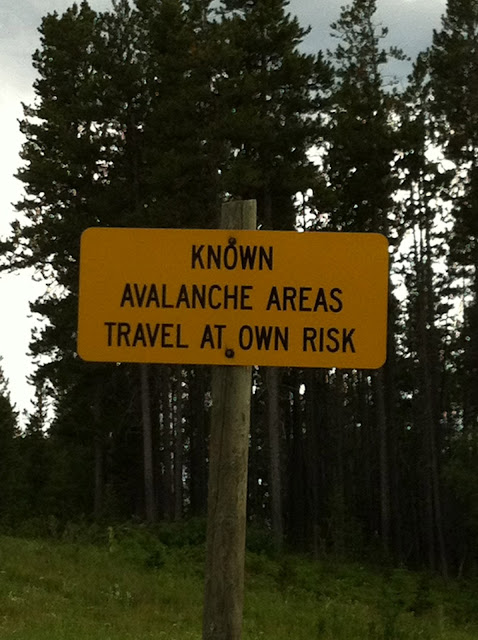 KNOWN
AVALANCHE AREAS
TRAVEL AT OWN RISK